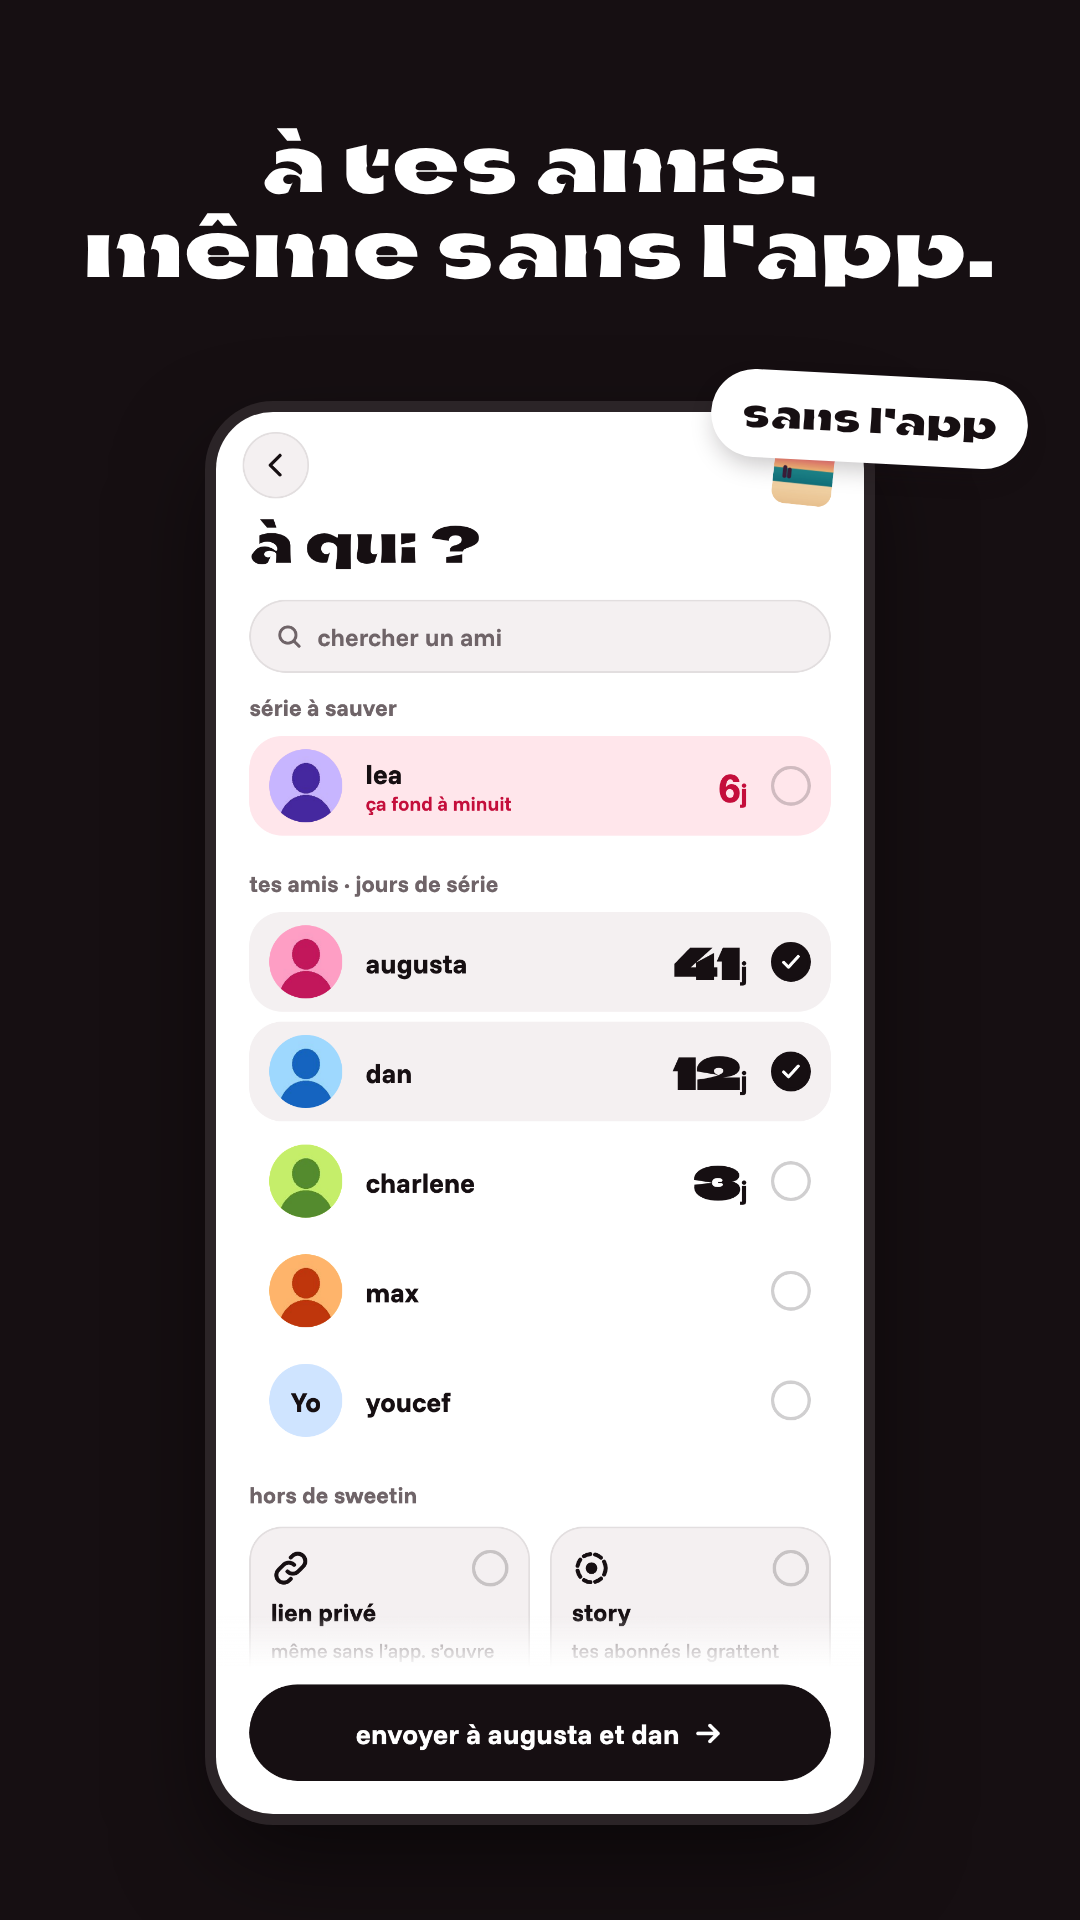 à tes amis.
même sans l'app.
sans l'app
à qui ?
chercher un ami
série à sauver
lea
ça fond à minuit
6j
tes amis · jours de série
augusta
41j
dan
12j
charlene
3j
max
Yo
youcef
hors de sweetin
lien privé
story
même sans l’app. s’ouvre
tes abonnés le grattent
envoyer à augusta et dan →